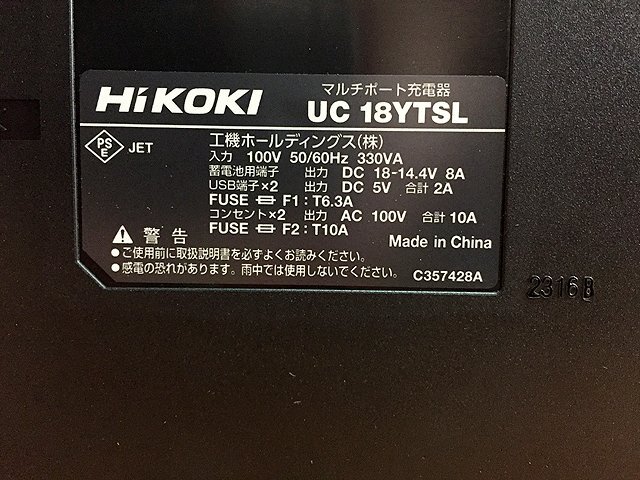 HiKOKI
マルチポート充電器
UC 18YTSL
PS
E
JET
工機ホールディングス(株)
入力 100V 50/60Hz 330VA
蓄電池用端子 出力 DC 18-14.4V 8A
USB端子×2 出力 DC 5V 合計 2A
FUSE F1 : T6.3A
コンセント×2 出力 AC 100V 合計 10A
FUSE F2 : T10A
警告
Made in China
●ご使用前に取扱説明書を必ずよくお読みください。
●感電の恐れがあります。雨中では使用しないでください。
C357428A
2316B